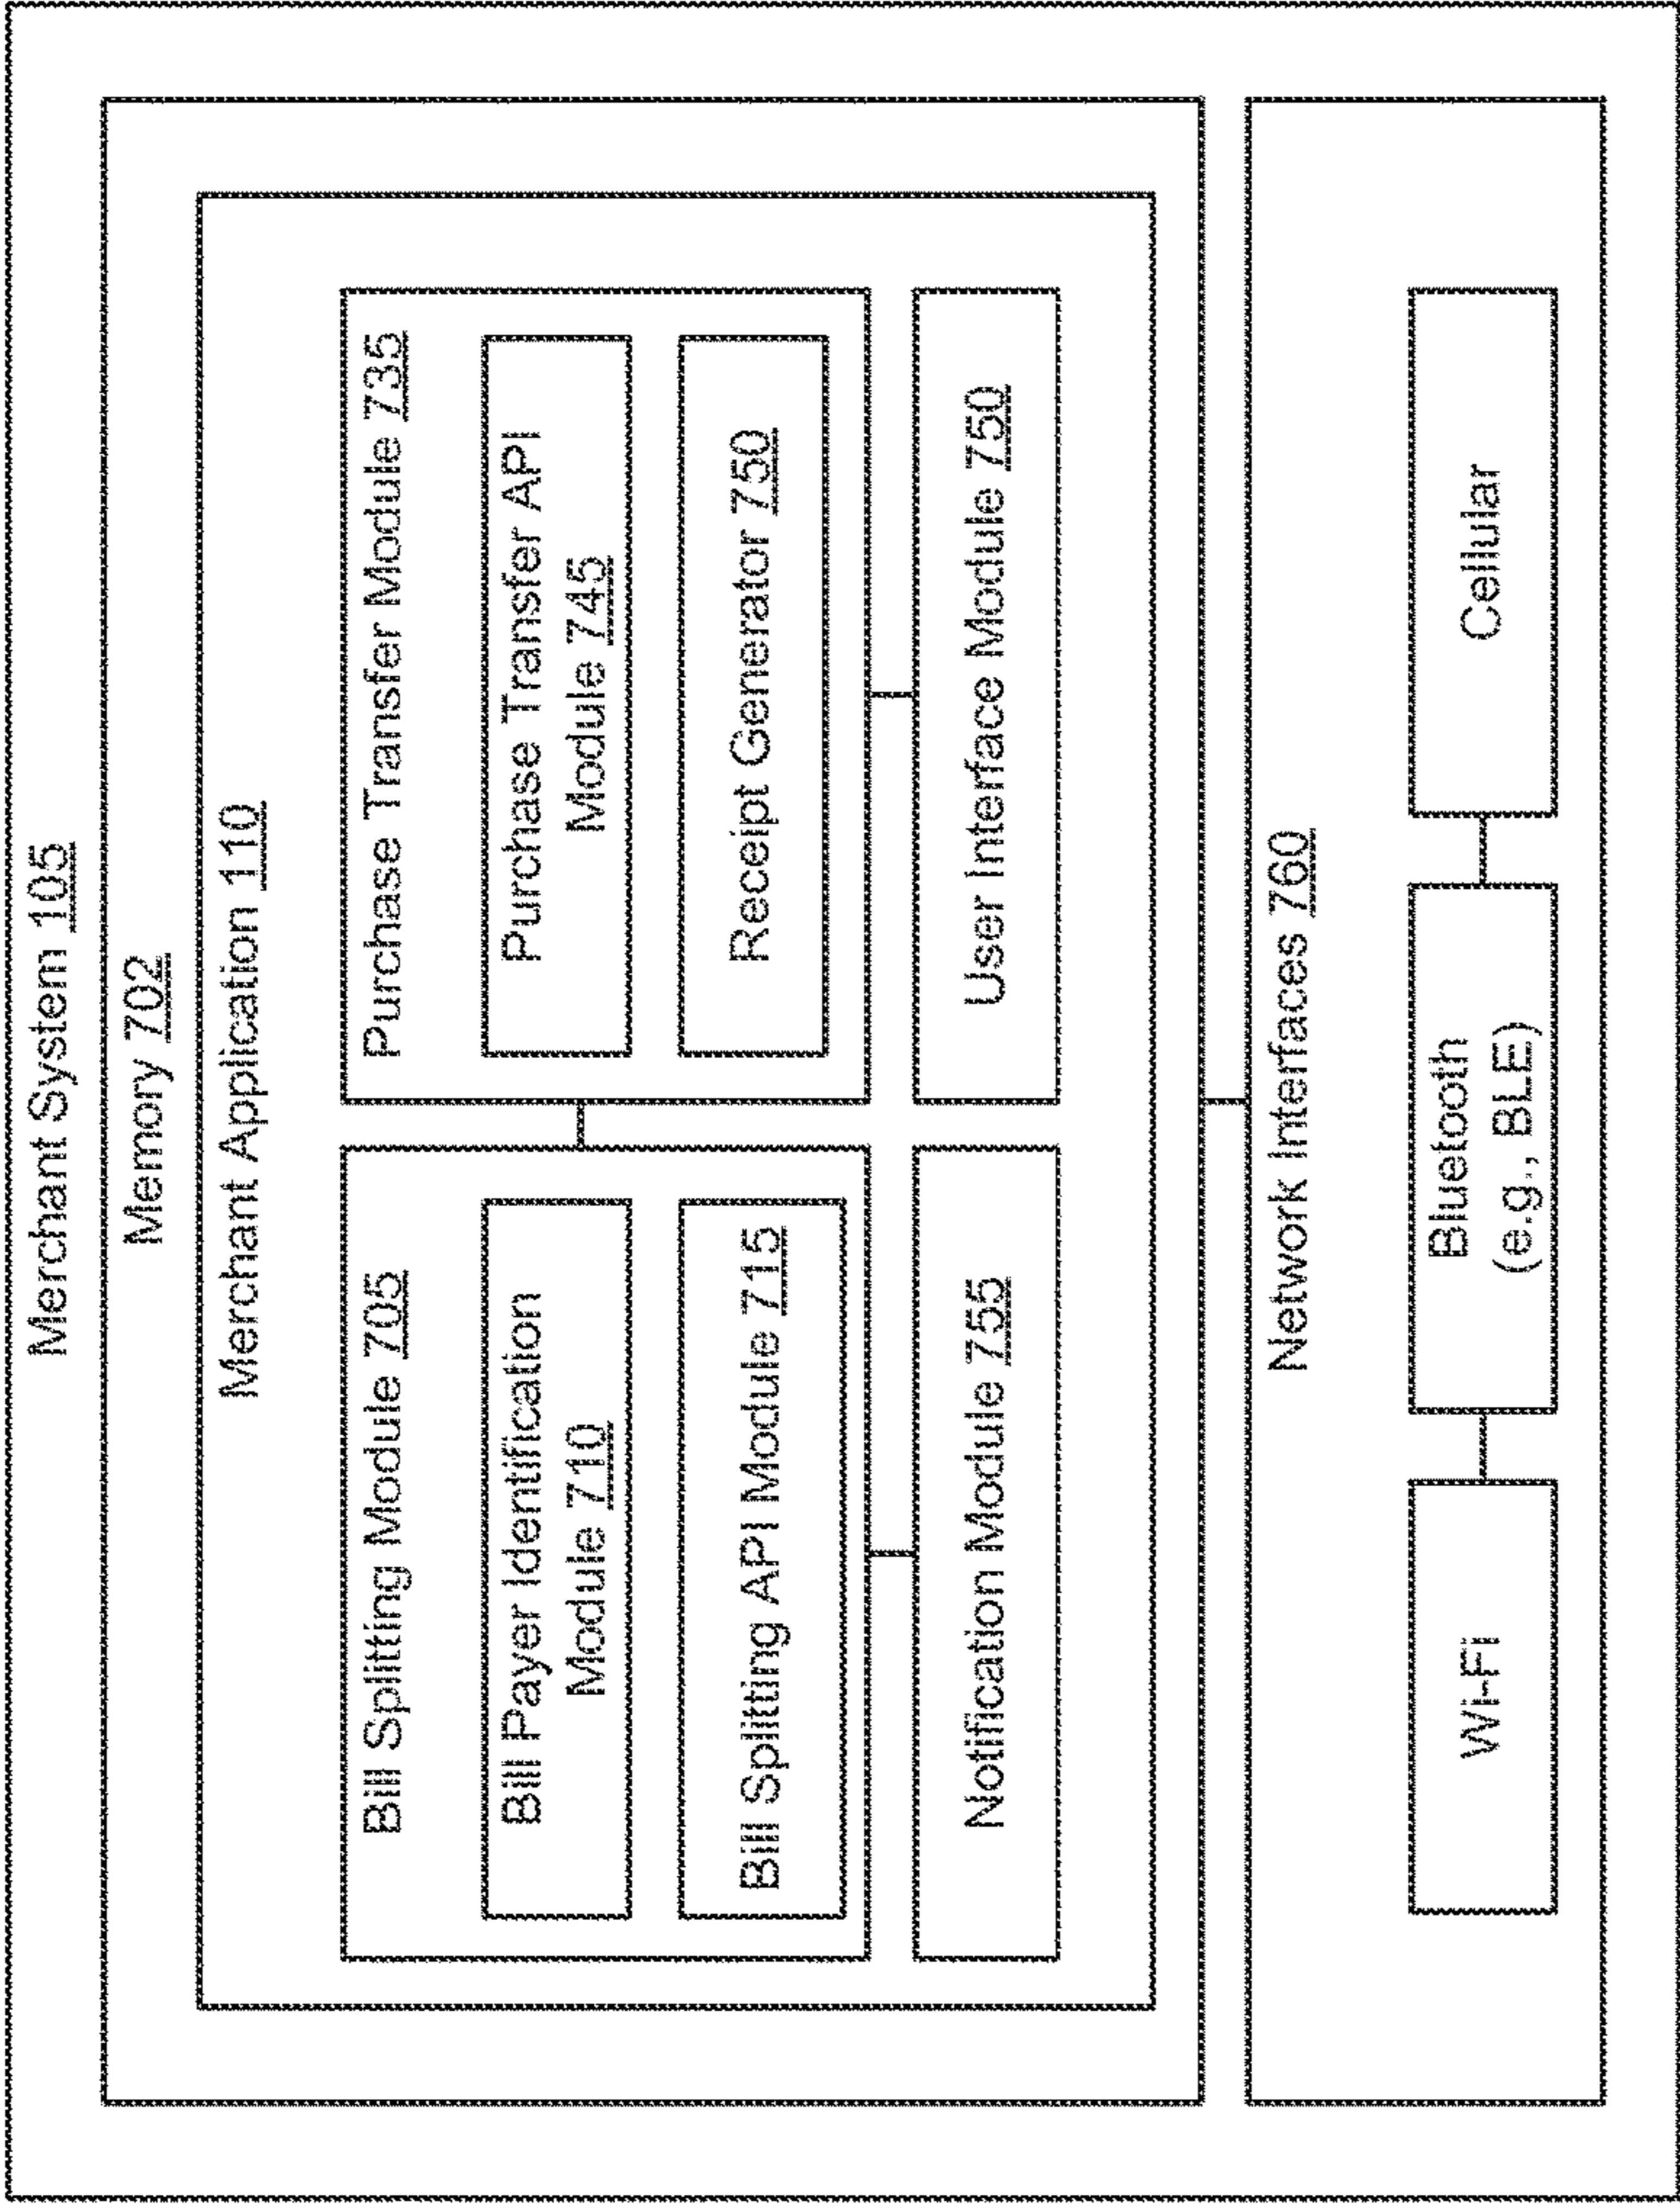 Merchant System 105
Memory 702
Merchant Application 110
Bill Splitting Module 705
Bill Payer Identification
Module 710
Bill Splitting API Module 715
Purchase Transfer Module 735
Purchase Transfer API
Module 745
Receipt Generator 750
Notification Module 755
User Interface Module 750
Network Interfaces 760
Wi-Fi
Bluetooth
(e.g., BLE)
Cellular